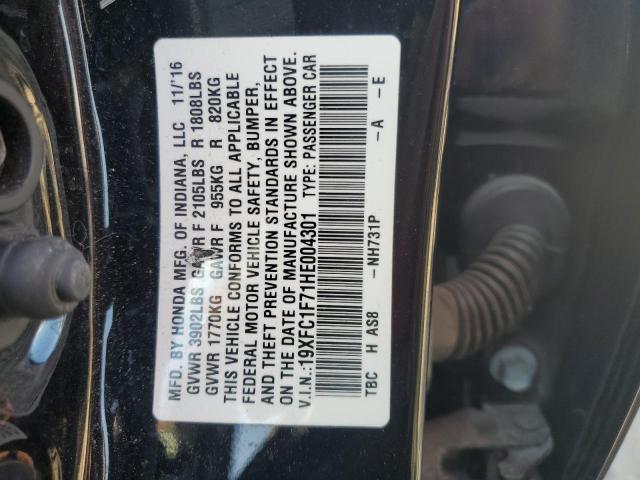 MFD. BY HONDA MFG. OF INDIANA, LLC 11/'16
GVWR 3902LBS GAWR F 2105LBS R 1808LBS
GVWR 1770KG GAWR F 955KG R 820KG
THIS VEHICLE CONFORMS TO ALL APPLICABLE
FEDERAL MOTOR VEHICLE SAFETY, BUMPER,
AND THEFT PREVENTION STANDARDS IN EFFECT
ON THE DATE OF MANUFACTURE SHOWN ABOVE.
V.I.N.:19XFC1F71HE004301 TYPE: PASSENGER CAR
TBC H AS8 -NH731P -A -E